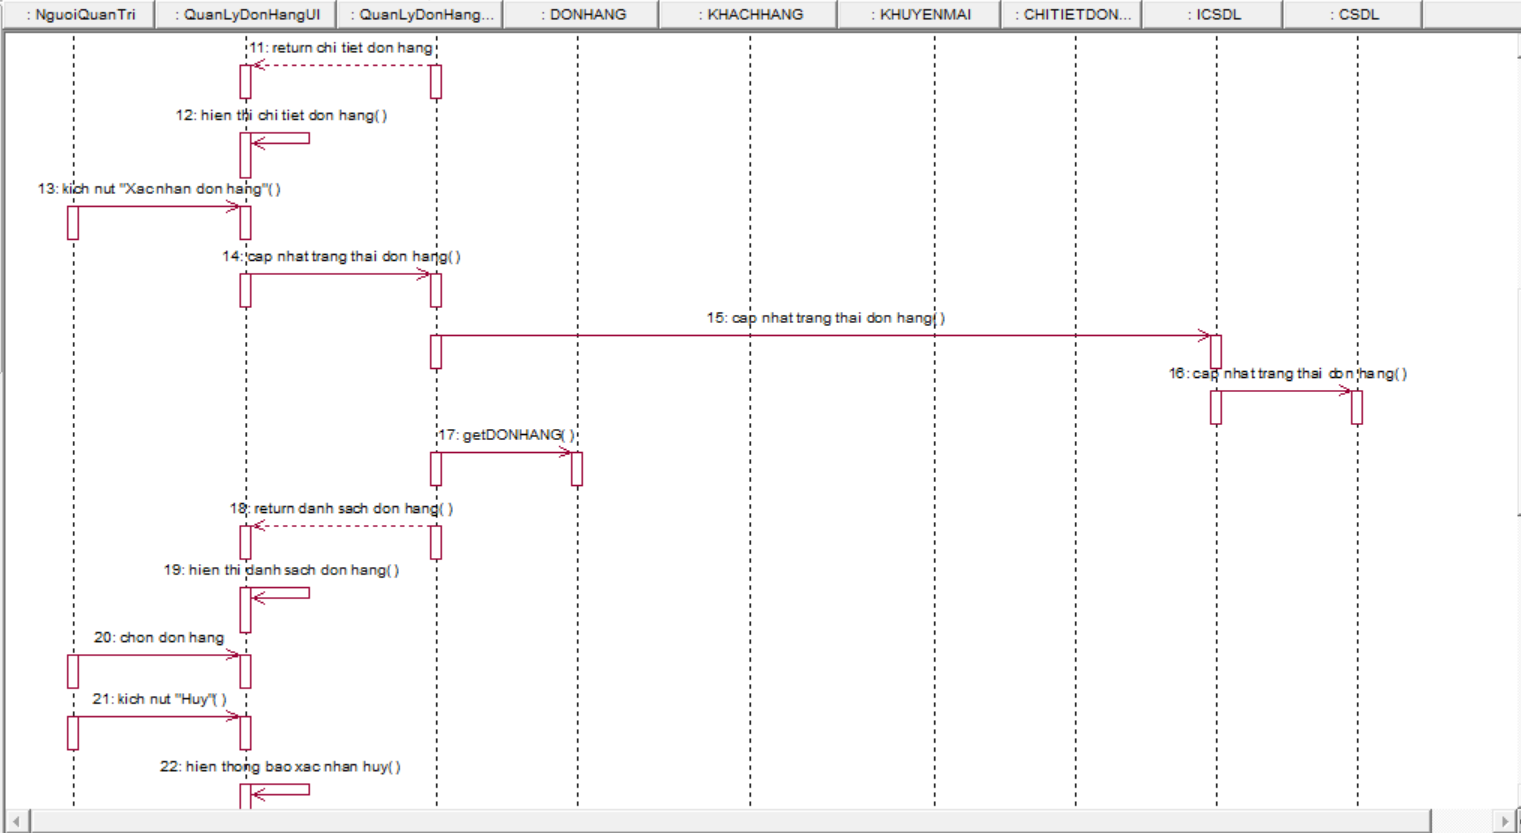 : NguoiQuanTri
: QuanLyDonHangUI
: QuanLyDonHang...
: DONHANG
: KHACHHANG
: KHUYENMAI
: CHITIETDON...
: ICSDL
: CSDL
11: return chi tiet don hang
12: hien thi chi tiet don hang( )
13: kich nut "Xac nhan don hang"( )
14: cap nhat trang thai don hang( )
15: cap nhat trang thai don hang( )
16: cap nhat trang thai don hang( )
17: getDONHANG( )
18: return danh sach don hang( )
19: hien thi danh sach don hang( )
20: chon don hang
21: kich nut "Huy"( )
22: hien thong bao xac nhan huy( )